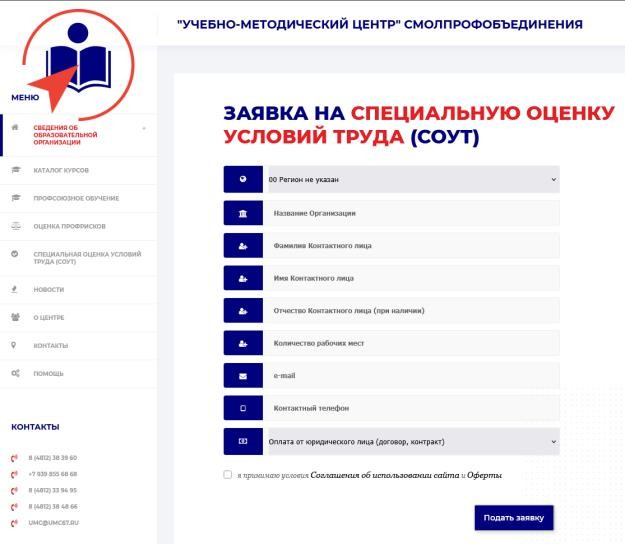 "УЧЕБНО-МЕТОДИЧЕСКИЙ ЦЕНТР" СМОЛПРОФОБЪЕДИНЕНИЯ
МЕНЮ
СВЕДЕНИЯ ОБ
ОБРАЗОВАТЕЛЬНОЙ
ОРГАНИЗАЦИИ
КАТАЛОГ КУРСОВ
ПРОФСОЮЗНОЕ ОБУЧЕНИЕ
ОЦЕНКА ПРОФРИСКОВ
СПЕЦИАЛЬНАЯ ОЦЕНКА УСЛОВИЙ
ТРУДА (СОУТ)
НОВОСТИ
О ЦЕНТРЕ
КОНТАКТЫ
ПОМОЩЬ
КОНТАКТЫ
8 (4812) 38 39 60
+7 939 855 68 68
8 (4812) 33 94 95
8 (4812) 38 48 66
UMC@UMC67.RU
ЗАЯВКА НА СПЕЦИАЛЬНУЮ ОЦЕНКУ
УСЛОВИЙ ТРУДА (СОУТ)
00 Регион не указан
Название Организации
Фамилия Контактного лица
Имя Контактного лица
Отчество Контактного лица (при наличии)
Количество рабочих мест
e-mail
Контактный телефон
Оплата от юридического лица (договор, контракт)
я принимаю условия Соглашения об использовании сайта и Оферты
Подать заявку